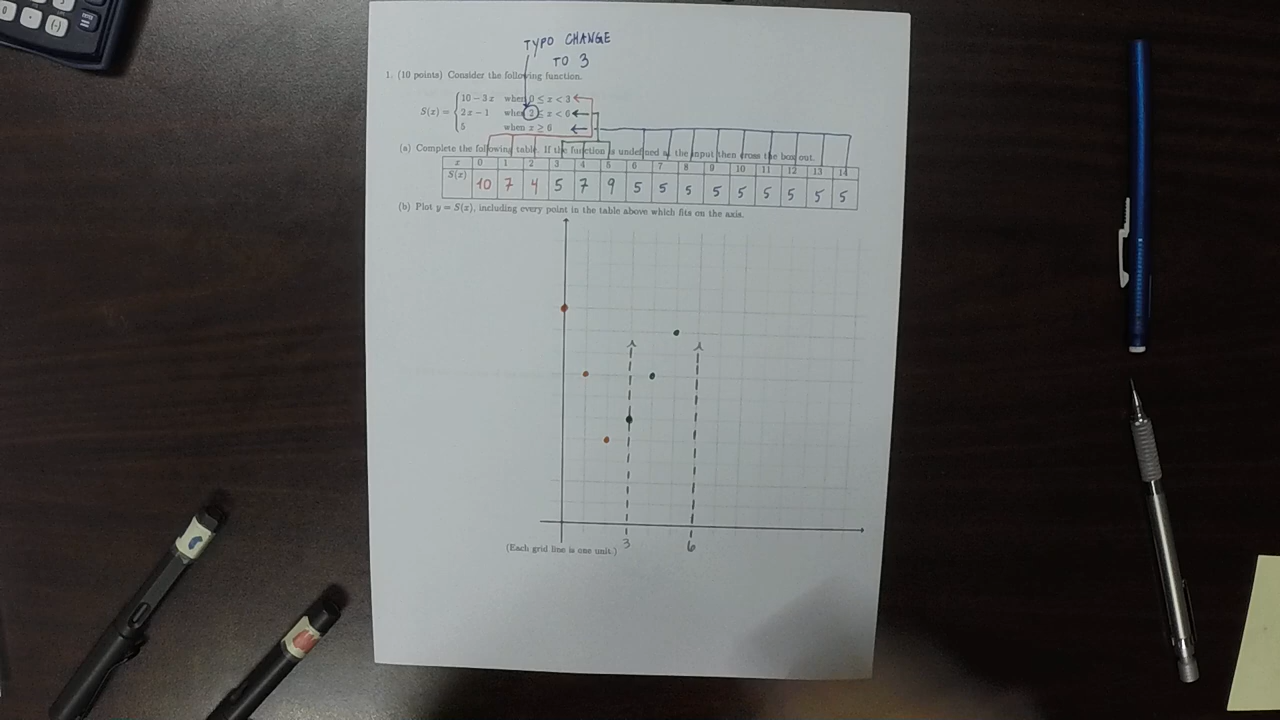 TYPO CHANGE
TO 3
1. (10 points) Consider the following function.
S(x) = { 10 − 3x when 0 ≤ x < 3
2x − 1 when 2 ≤ x < 6
5 when x ≥ 6
(a) Complete the following table. If the function is undefined at the input then cross the box out.
x 0 1 2 3 4 5 6 7 8 9 10 11 12 13 14
S(x) 10 7 4 5 7 9 5 5 5 5 5 5 5 5 5
(b) Plot y = S(x), including every point in the table above which fits on the axis.
3 6
(Each grid line is one unit.)